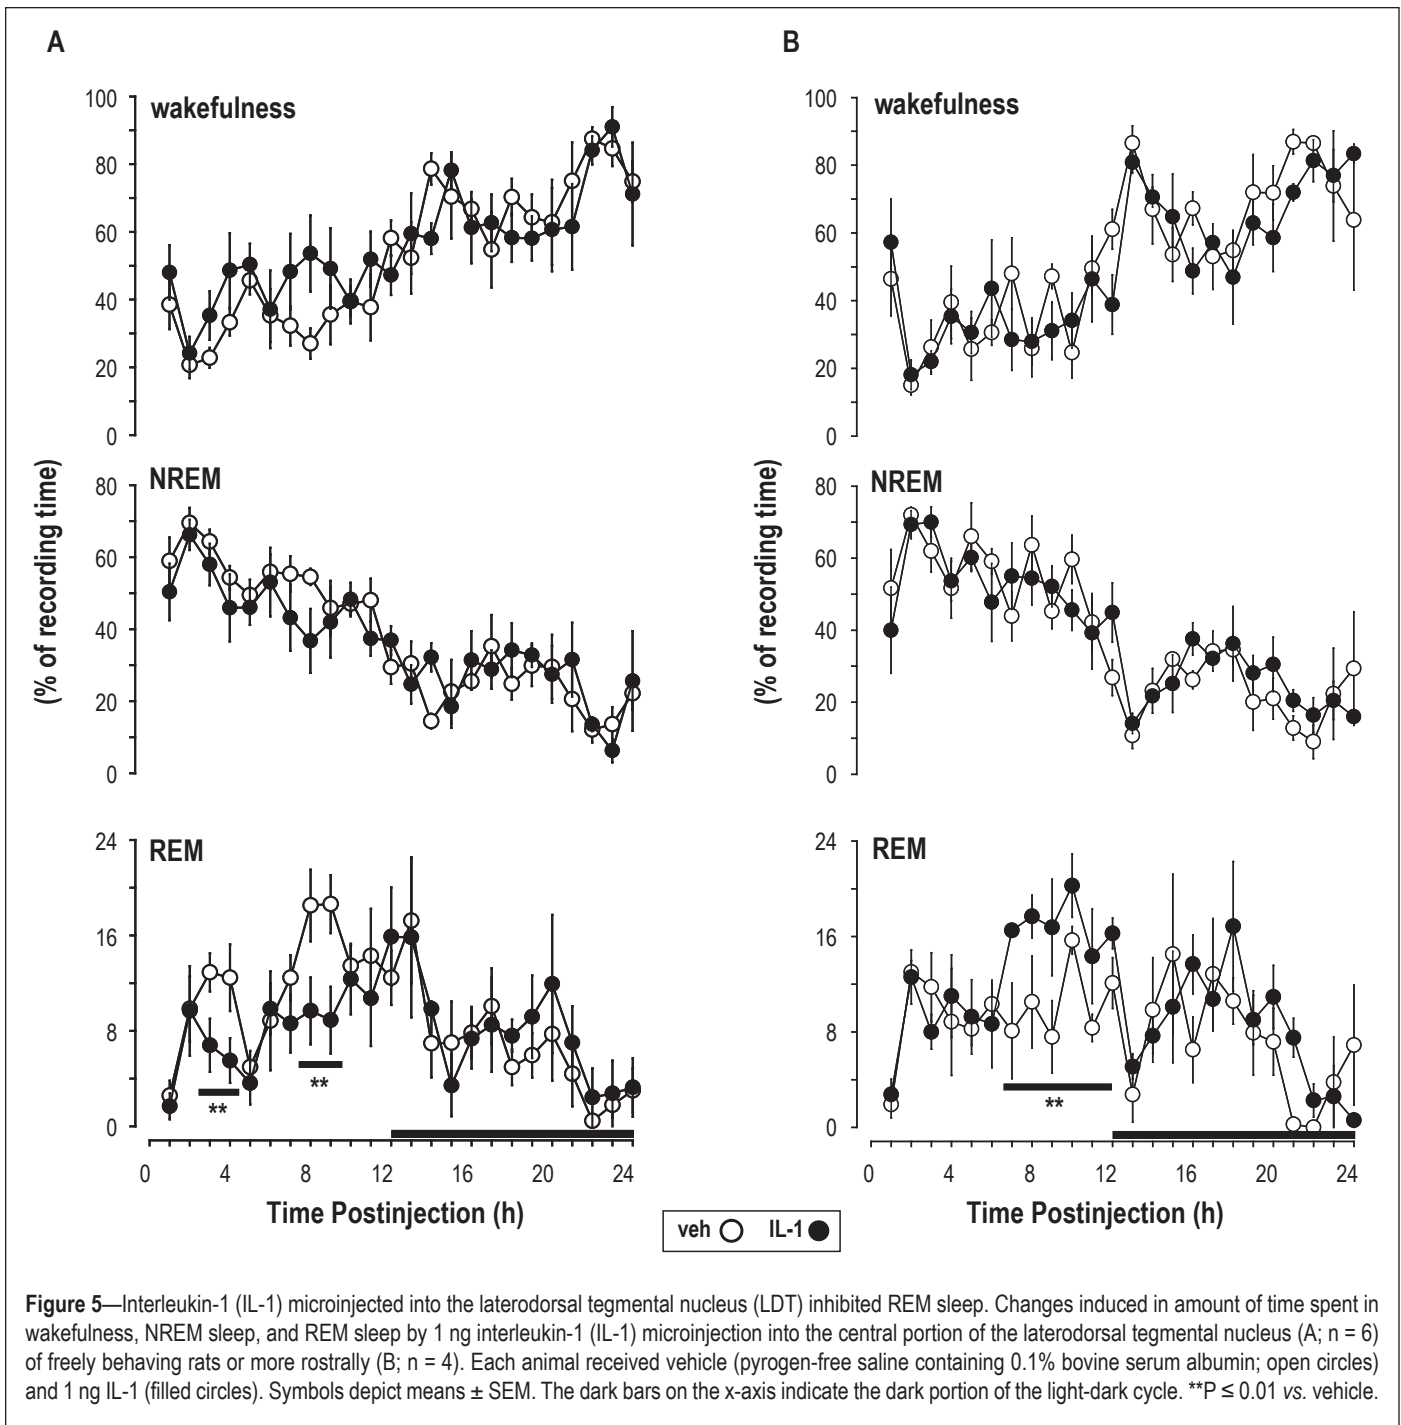 A
B
wakefulness
100
80
60
40
20
0
wakefulness
100
80
60
40
20
0
(% of recording time)
NREM
80
60
40
20
0
(% of recording time)
NREM
80
60
40
20
0
REM
24
16
8
0
**
**
0 4 8 12 16 20 24
Time Postinjection (h)
REM
24
16
8
0
**
0 4 8 12 16 20 24
Time Postinjection (h)
veh IL-1
Figure 5—Interleukin-1 (IL-1) microinjected into the laterodorsal tegmental nucleus (LDT) inhibited REM sleep. Changes induced in amount of time spent in
wakefulness, NREM sleep, and REM sleep by 1 ng interleukin-1 (IL-1) microinjection into the central portion of the laterodorsal tegmental nucleus (A; n = 6)
of freely behaving rats or more rostrally (B; n = 4). Each animal received vehicle (pyrogen-free saline containing 0.1% bovine serum albumin; open circles)
and 1 ng IL-1 (filled circles). Symbols depict means ± SEM. The dark bars on the x-axis indicate the dark portion of the light-dark cycle. **P ≤ 0.01 vs. vehicle.